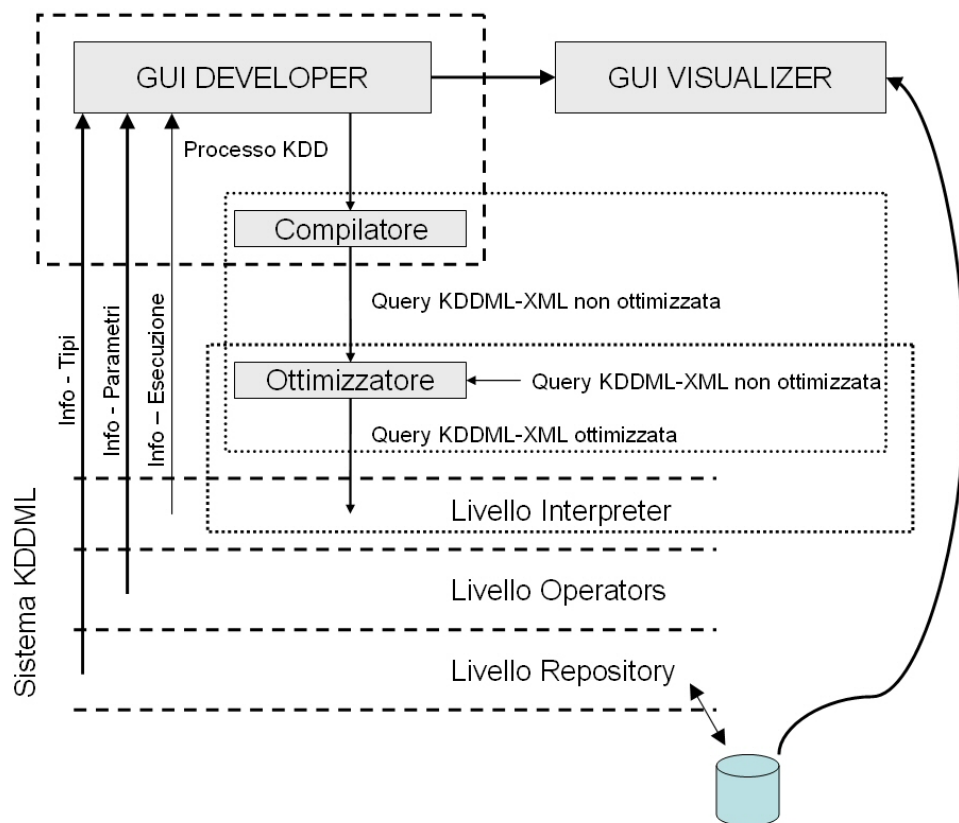 GUI DEVELOPER
GUI VISUALIZER
Processo KDD
Compilatore
Query KDDML-XML non ottimizzata
Ottimizzatore
Query KDDML-XML non ottimizzata
Query KDDML-XML ottimizzata
Info - Tipi
Info - Parametri
Info – Esecuzione
Livello Interpreter
Livello Operators
Livello Repository
Sistema KDDML